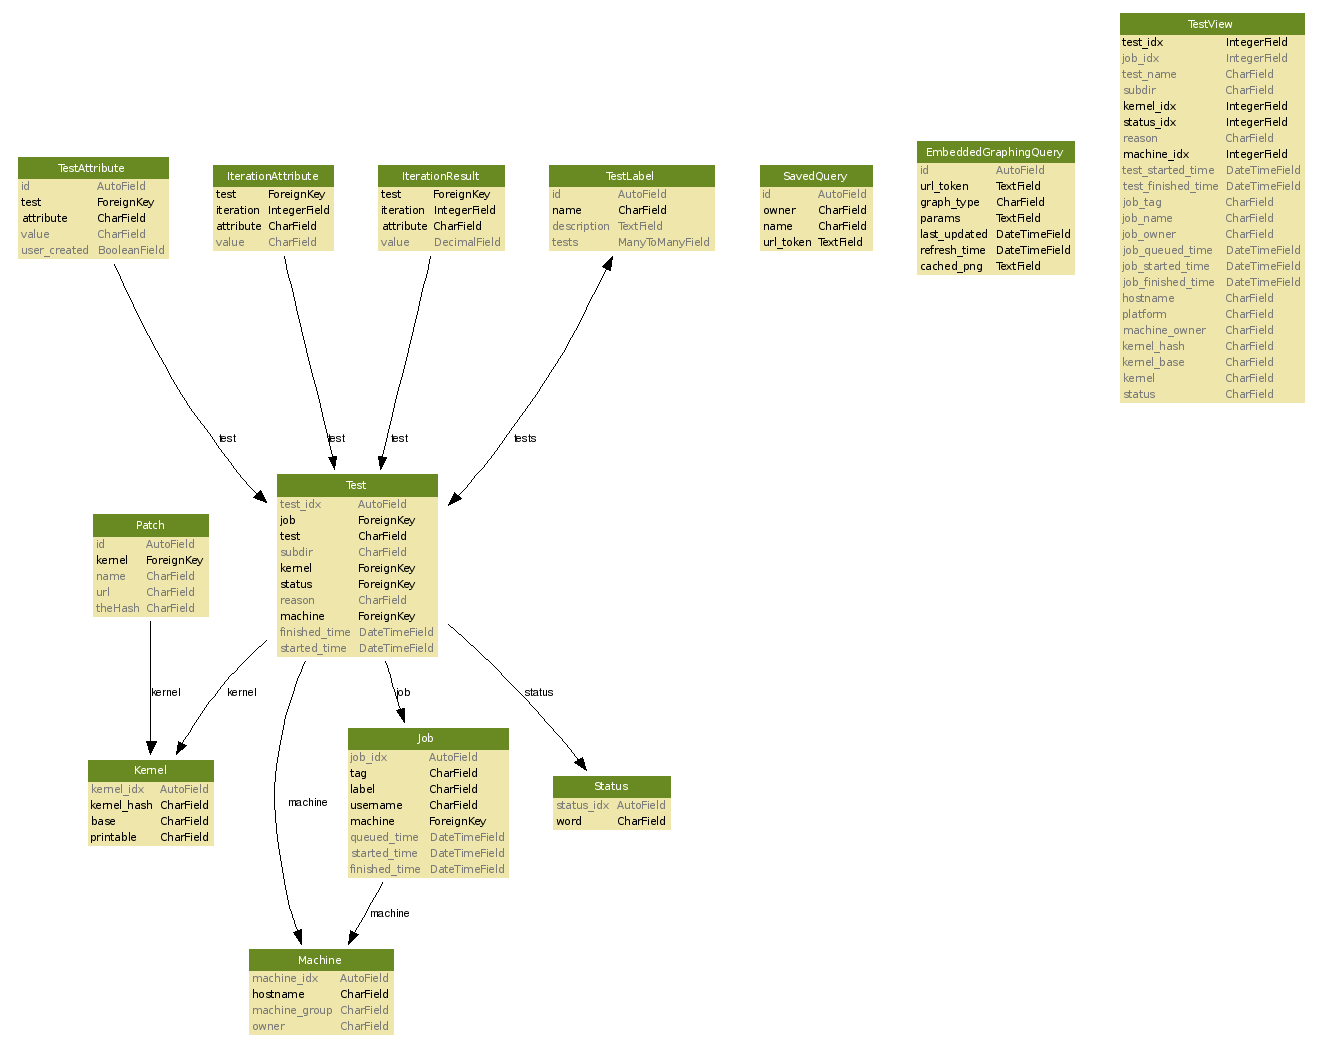 TestView
test_idx IntegerField
job_idx IntegerField
test_name CharField
subdir CharField
kernel_idx IntegerField
status_idx IntegerField
reason CharField
machine_idx IntegerField
test_started_time DateTimeField
test_finished_time DateTimeField
job_tag CharField
job_name CharField
job_owner CharField
job_queued_time DateTimeField
job_started_time DateTimeField
job_finished_time DateTimeField
hostname CharField
platform CharField
machine_owner CharField
kernel_hash CharField
kernel_base CharField
kernel CharField
status CharField
TestAttribute
id AutoField
test ForeignKey
attribute CharField
value CharField
user_created BooleanField
IterationAttribute
test ForeignKey
iteration IntegerField
attribute CharField
value CharField
IterationResult
test ForeignKey
iteration IntegerField
attribute CharField
value DecimalField
TestLabel
id AutoField
name CharField
description TextField
tests ManyToManyField
SavedQuery
id AutoField
owner CharField
name CharField
url_token TextField
EmbeddedGraphingQuery
id AutoField
url_token TextField
graph_type CharField
params TextField
last_updated DateTimeField
refresh_time DateTimeField
cached_png TextField
test
test
test
tests
Test
test_idx AutoField
job ForeignKey
test CharField
subdir CharField
kernel ForeignKey
status ForeignKey
reason CharField
machine ForeignKey
finished_time DateTimeField
started_time DateTimeField
Patch
id AutoField
kernel ForeignKey
name CharField
url CharField
theHash CharField
kernel
kernel
job
status
machine
Kernel
kernel_idx AutoField
kernel_hash CharField
base CharField
printable CharField
Job
job_idx AutoField
tag CharField
label CharField
username CharField
machine ForeignKey
queued_time DateTimeField
started_time DateTimeField
finished_time DateTimeField
Status
status_idx AutoField
word CharField
machine
Machine
machine_idx AutoField
hostname CharField
machine_group CharField
owner CharField